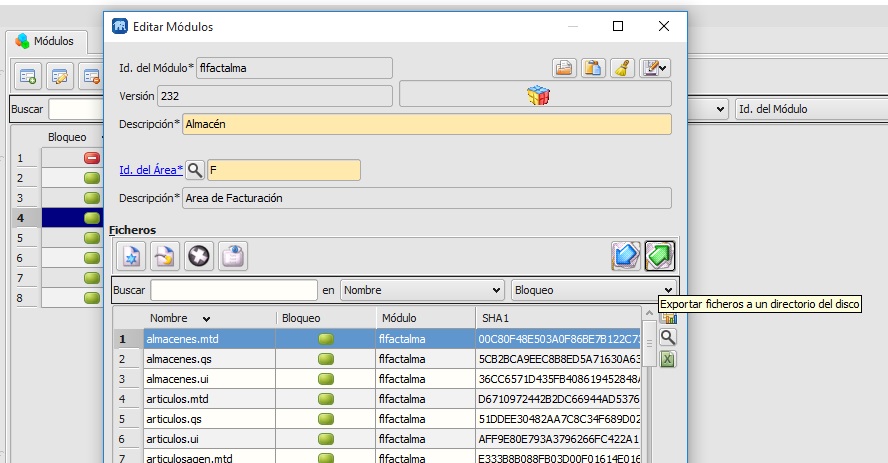 Editar Módulos
Módulos
Id. del Módulo* flfactalma
Versión 232
Buscar
Id. del Módulo
Descripción* Almacén
Bloqueo
1
2
3
4
5
6
7
8
Id. del Área* F
Descripción* Area de Facturación
Ficheros
Buscar en Nombre Bloqueo
Exportar ficheros a un directorio del disco
Nombre Bloqueo Módulo SHA1
1 almacenes.mtd flfactalma 00C80F48E503A0F86BE7B122C7
2 almacenes.qs flfactalma 5CB2BCA9EEC8B8ED5A71630A63
3 almacenes.ui flfactalma 36CC6571D435FB408619452848
4 articulos.mtd flfactalma D6710972442B2DC66944AD5376
5 articulos.qs flfactalma 51DDEE30482AA7C8C34F689D02
6 articulos.ui flfactalma AFF9E80E793A3796266FC422A1
7 articulosagen.mtd flfactalma E333B8B088FB03D00F01614E016